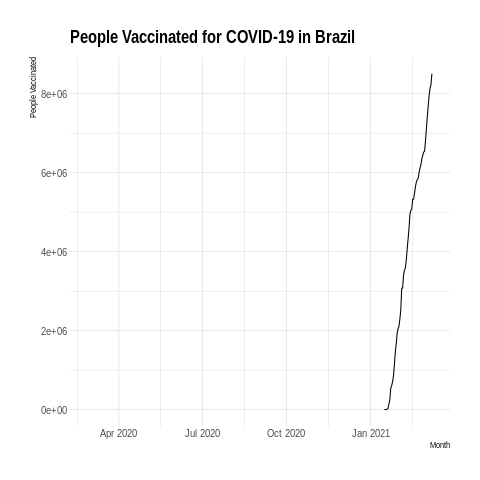 People Vaccinated for COVID-19 in Brazil
People Vaccinated
8e+06
6e+06
4e+06
2e+06
0e+00
Apr 2020 Jul 2020 Oct 2020 Jan 2021
Month